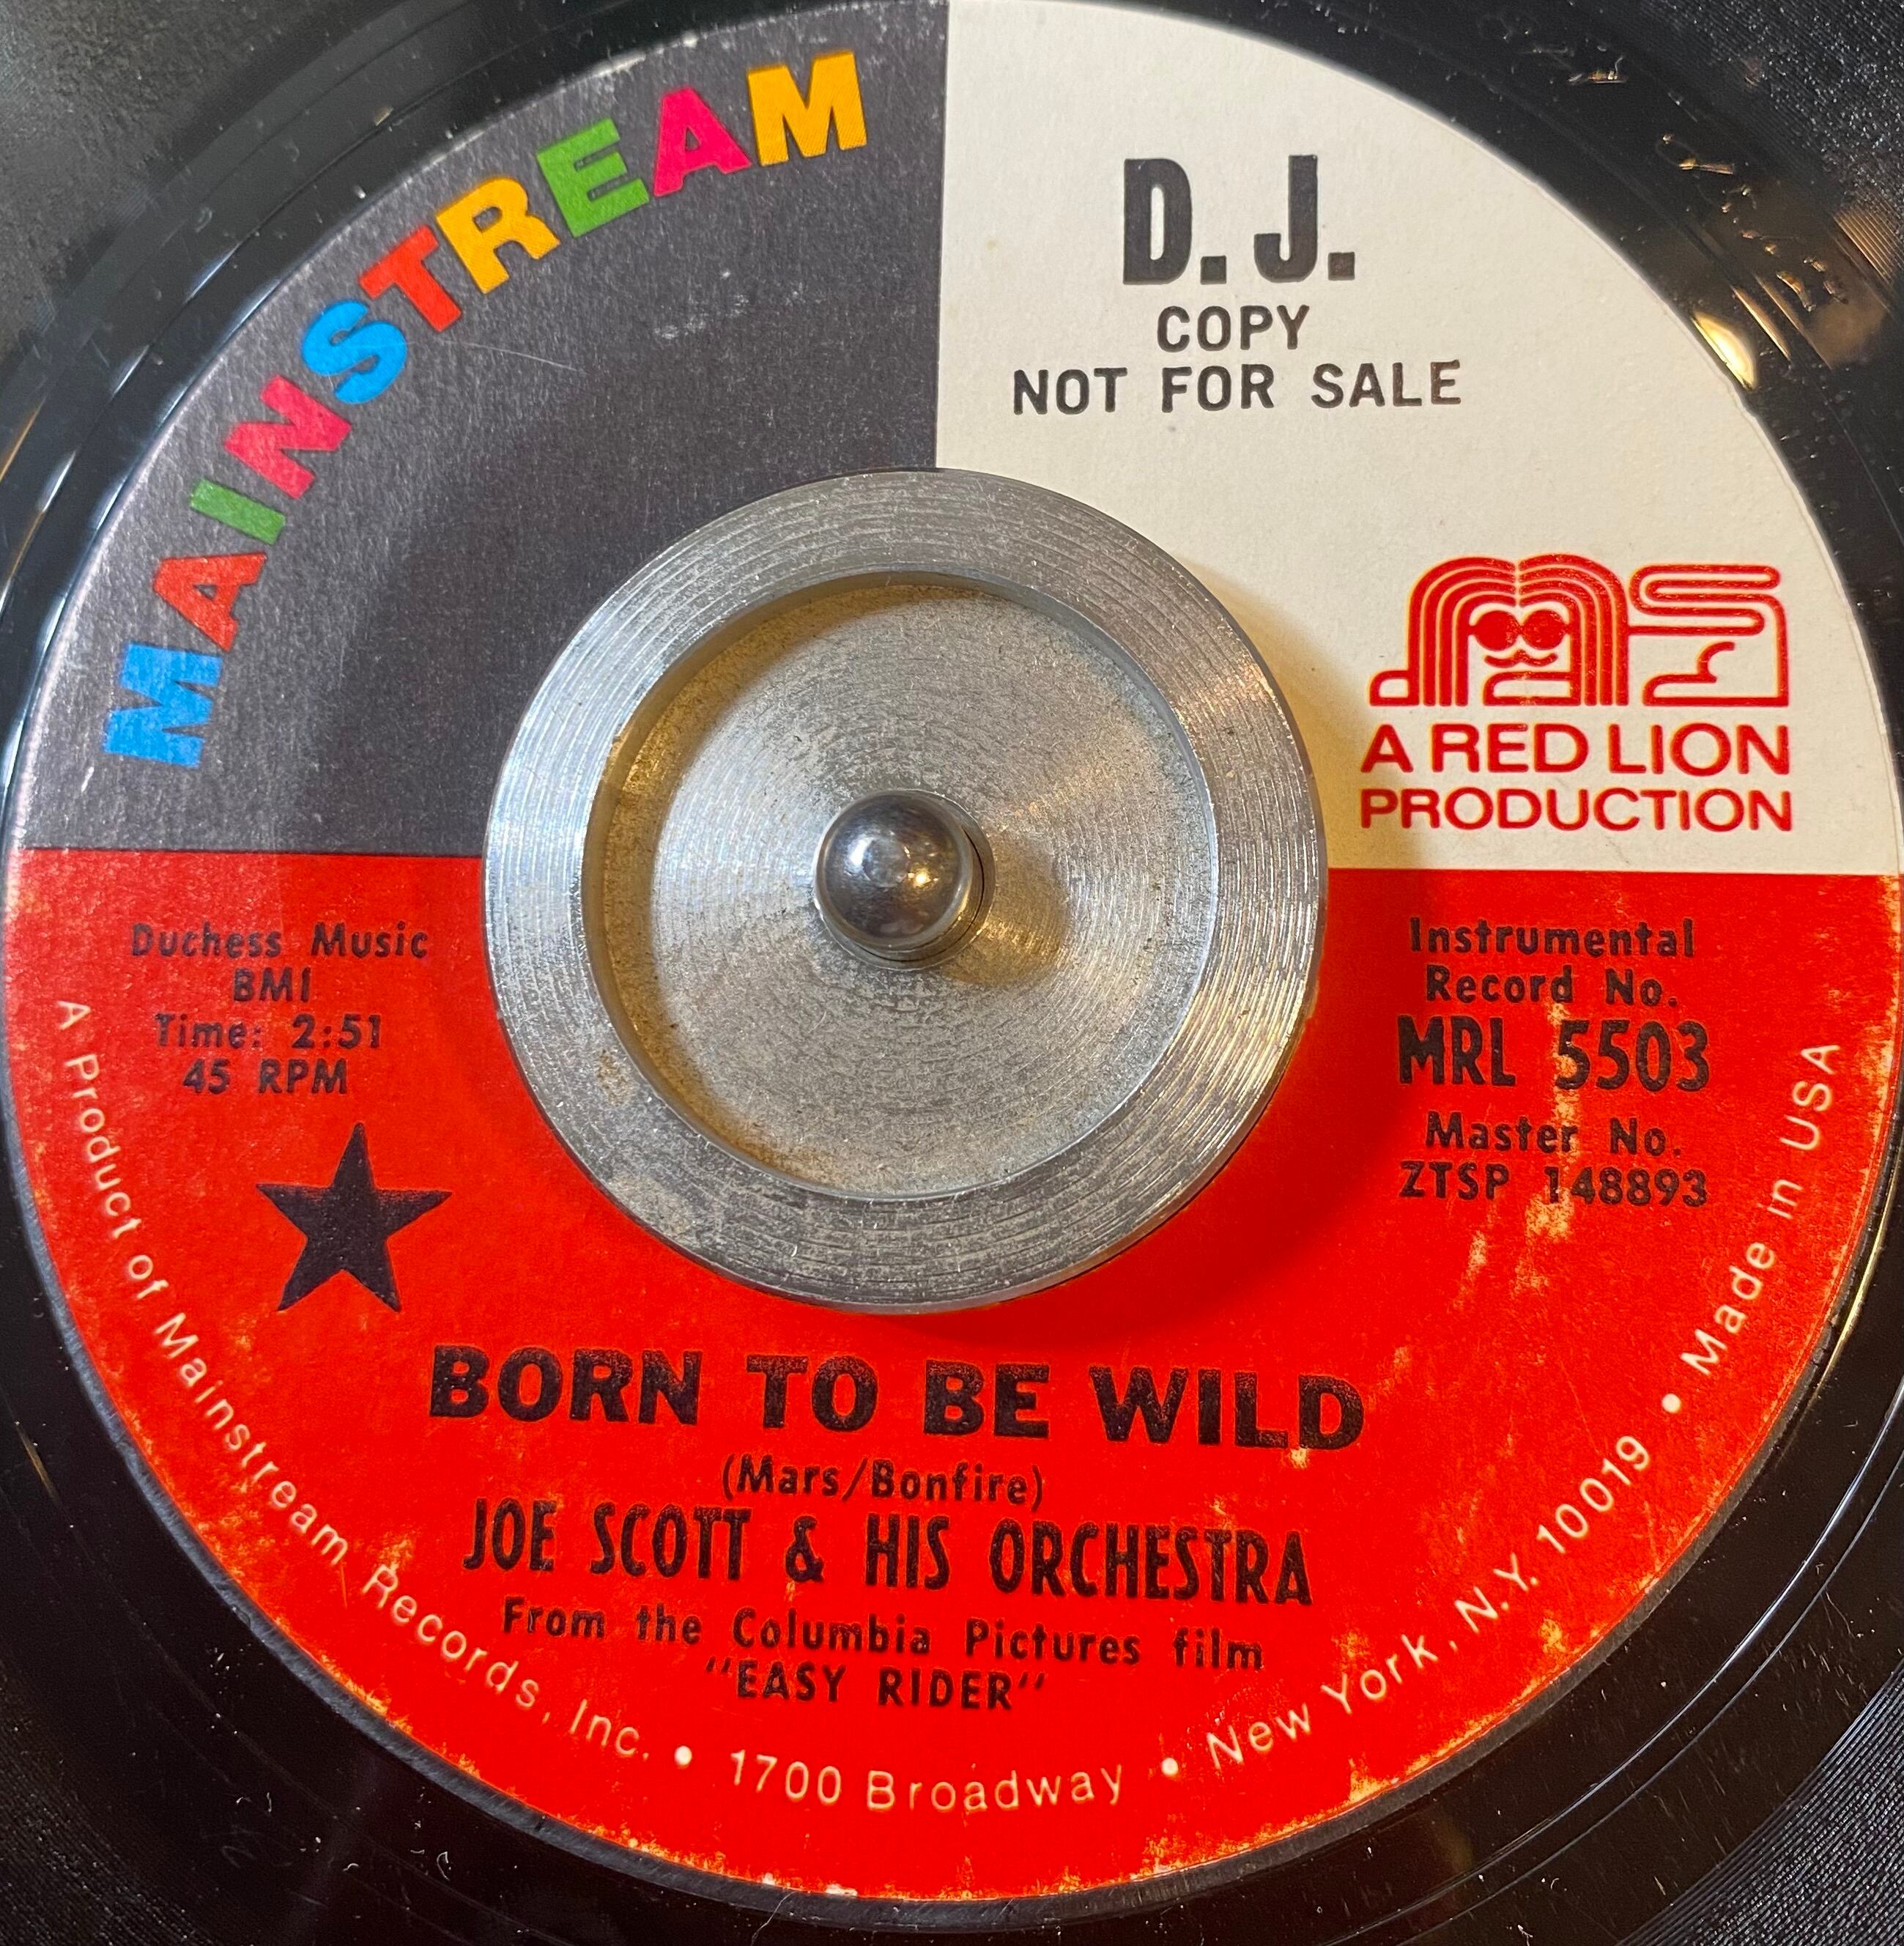 MAINSTREAM
D.J.
COPY
NOT FOR SALE
A RED LION
PRODUCTION
Duchess Music
BMI
Time: 2:51
45 RPM
Instrumental
Record No.
MRL 5503
Master No.
ZTSP 148893
BORN TO BE WILD
(Mars/Bonfire)
JOE SCOTT & HIS ORCHESTRA
From the Columbia Pictures film
"EASY RIDER"
A Product of Mainstream Records, Inc. • 1700 Broadway • New York, N.Y. 10019 • Made in USA